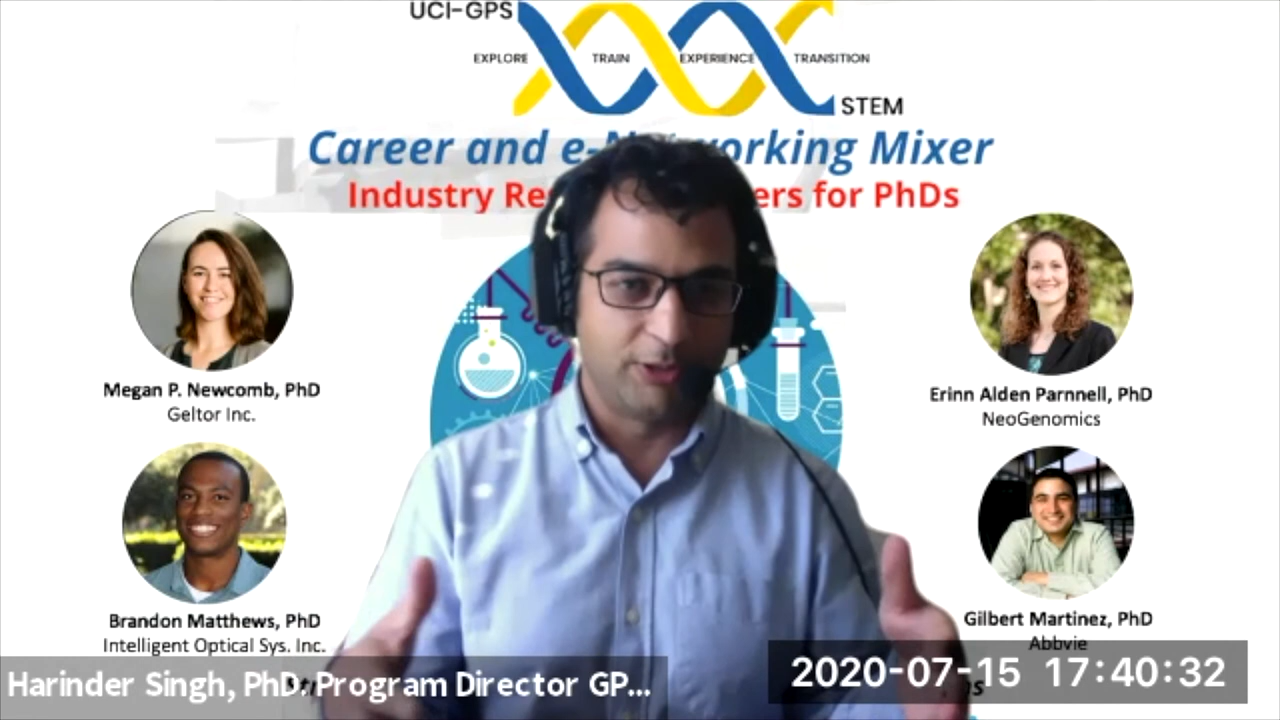 UCI-GPS
EXPLORE TRAIN EXPERIENCE TRANSITION
STEM
Career and e-N working Mixer
Industry Res ers for PhDs
Megan P. Newcomb, PhD
Geltor Inc.
Erinn Alden Parnnell, PhD
NeoGenomics
Brandon Matthews, PhD
Intelligent Optical Sys. Inc.
Gilbert Martinez, PhD
Abbvie
Harinder Singh, PhD. Program Director GP...
2020-07-15 17:40:32